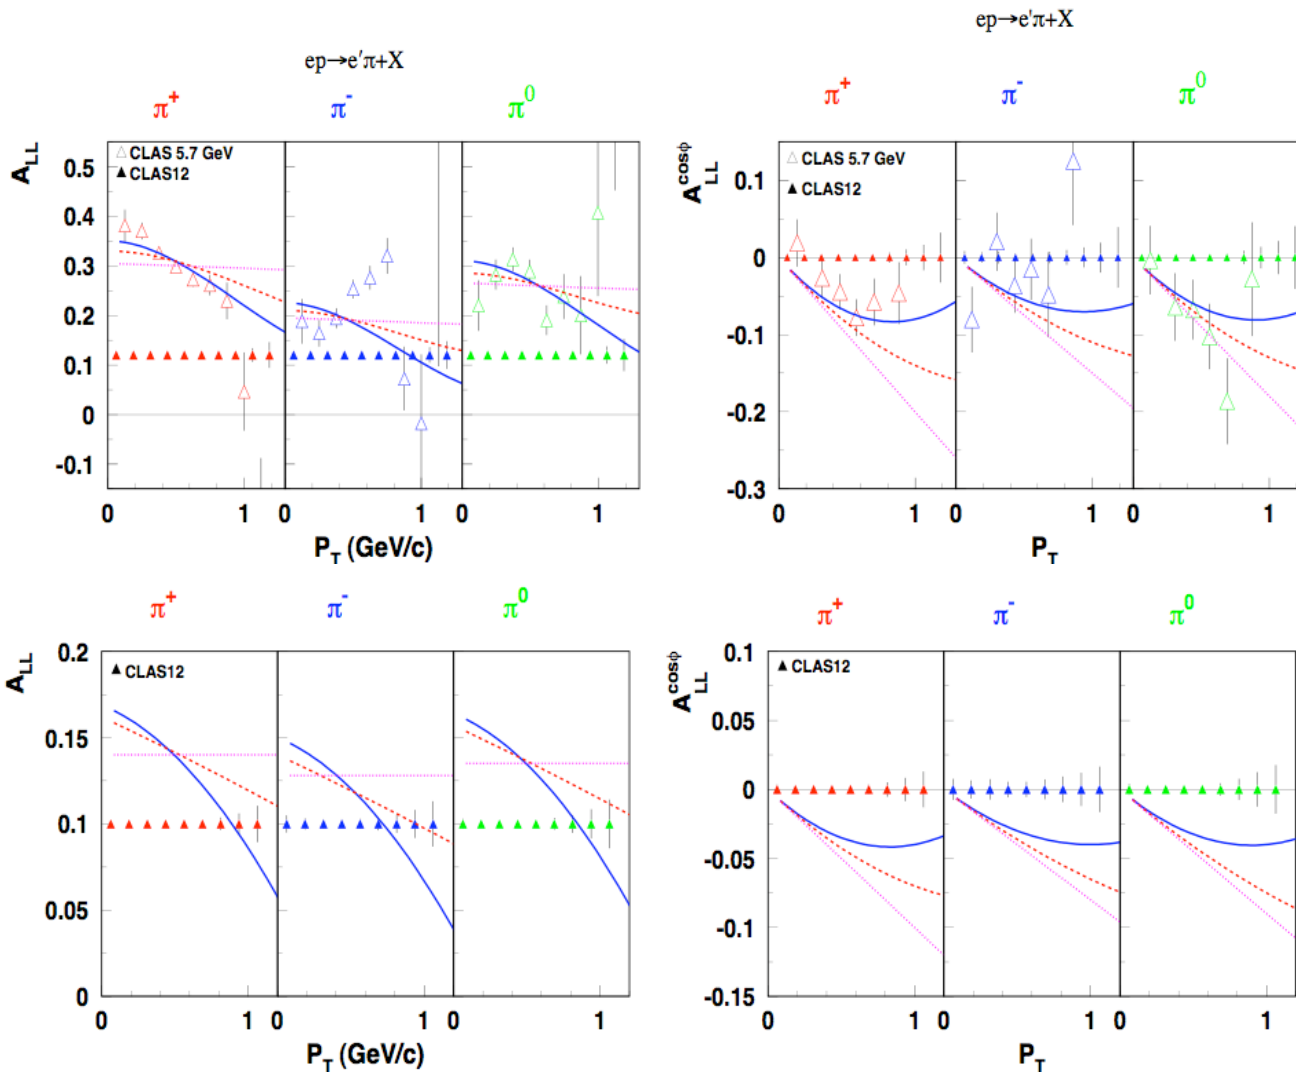 ep→e′π+X
π+ π- π0
A_LL
CLAS 5.7 GeV
CLAS12
0.5
0.4
0.3
0.2
0.1
0
-0.1
0 1 0 1 0 1
P_T (GeV/c)
ep→e′π+X
π+ π- π0
A_LL^cosϕ
CLAS 5.7 GeV
CLAS12
0.1
0
-0.1
-0.2
-0.3
0 1 0 1 0 1
P_T
π+ π- π0
A_LL
CLAS12
0.2
0.15
0.1
0.05
0
0 1 0 1 0 1
P_T (GeV/c)
π+ π- π0
A_LL^cosϕ
CLAS12
0.1
0.05
0
-0.05
-0.1
-0.15
0 1 0 1 0 1
P_T